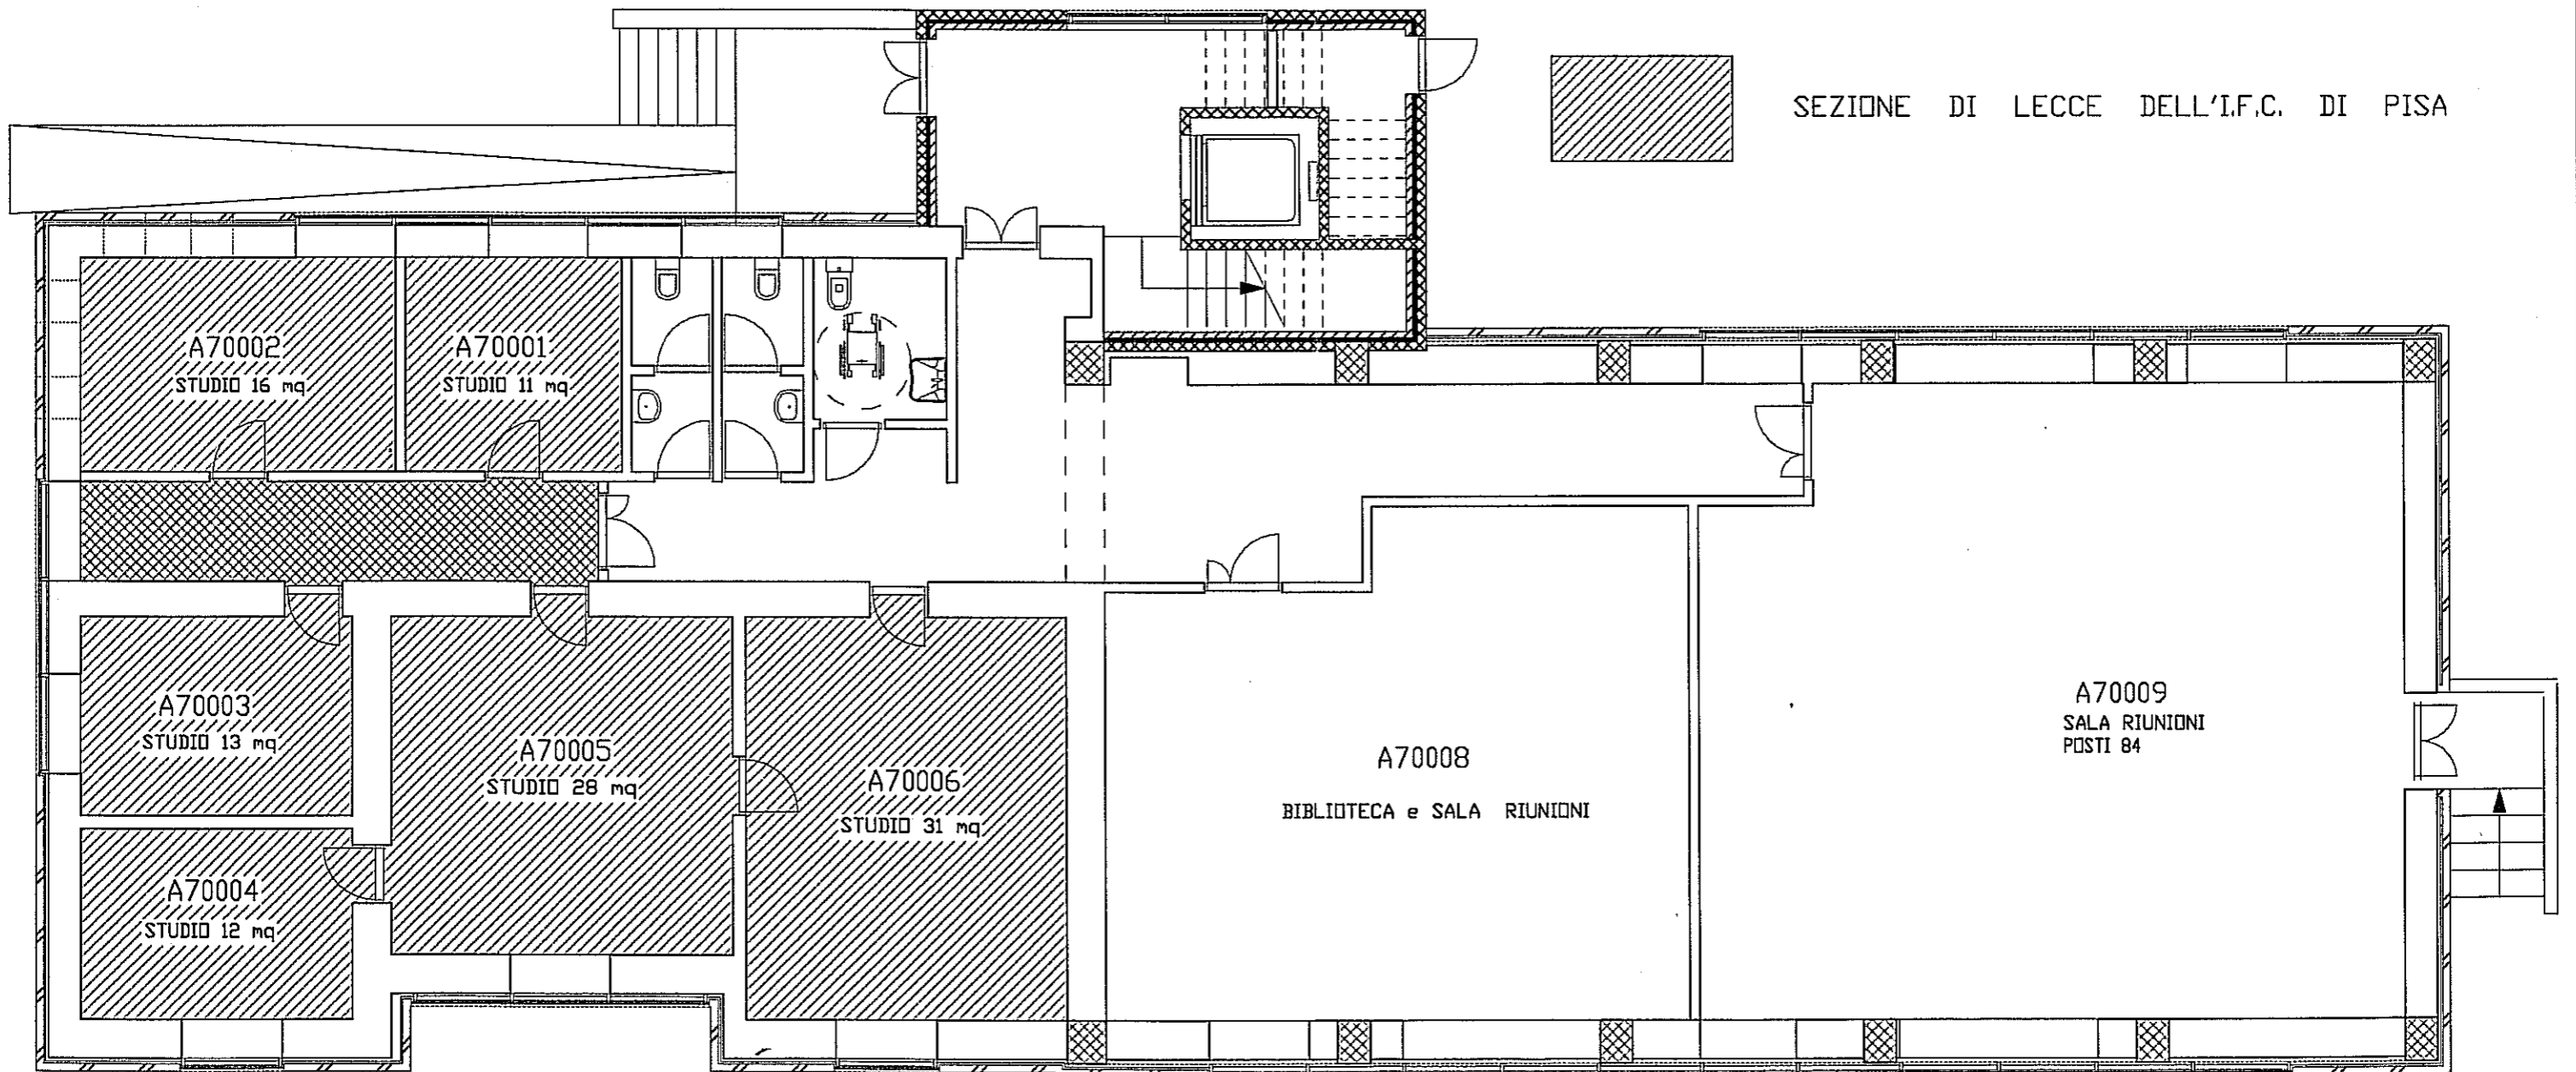 SEZIONE DI LECCE DELL'I.F.C. DI PISA
A70002
STUDIO 16 mq.
A70001
STUDIO 11 mq.
A70003
STUDIO 13 mq.
A70004
STUDIO 12 mq.
A70005
STUDIO 28 mq.
A70006
STUDIO 31 mq.
A70008
BIBLIOTECA e SALA RIUNIONI
A70009
SALA RIUNIONI
POSTI 84